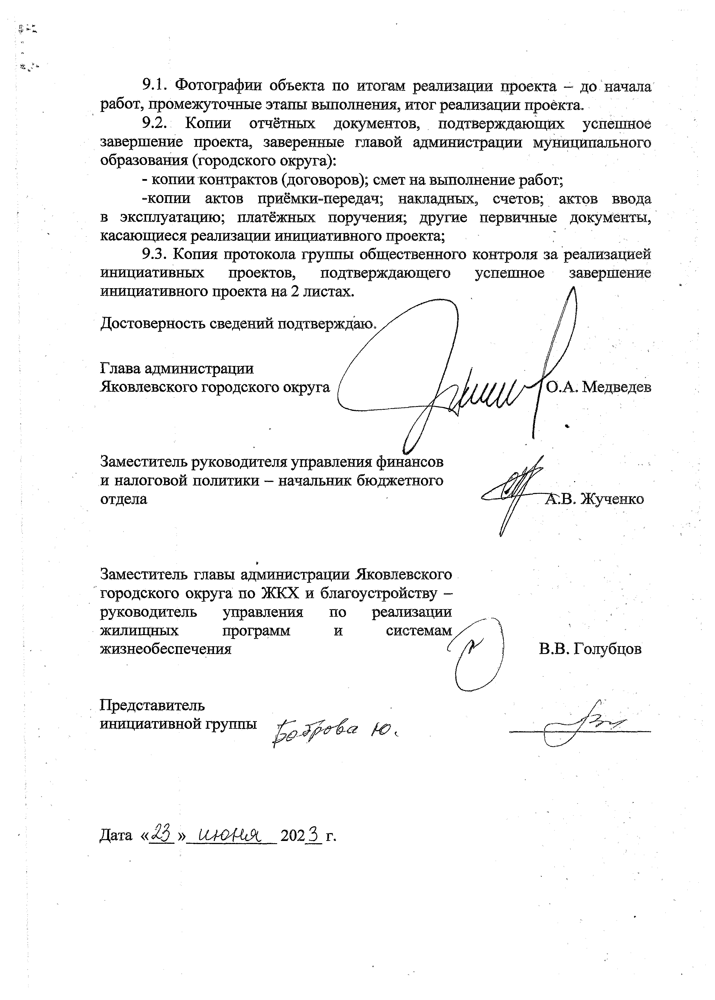 9.1. Фотографии объекта по итогам реализации проекта – до начала
работ, промежуточные этапы выполнения, итог реализации проекта.
9.2. Копии отчётных документов, подтверждающих успешное
завершение проекта, заверенные главой администрации муниципального
образования (городского округа):
- копии контрактов (договоров); смет на выполнение работ;
-копии актов приёмки-передач; накладных, счетов; актов ввода
в эксплуатацию; платёжных поручения; другие первичные документы,
касающиеся реализации инициативного проекта;
9.3. Копия протокола группы общественного контроля за реализацией
инициативных проектов, подтверждающего успешное завершение
инициативного проекта на 2 листах.
Достоверность сведений подтверждаю.
Глава администрации
Яковлевского городского округа О.А. Медведев
Заместитель руководителя управления финансов
и налоговой политики – начальник бюджетного
отдела А.В. Жученко
Заместитель главы администрации Яковлевского
городского округа по ЖКХ и благоустройству –
руководитель управления по реализации
жилищных программ и системам
жизнеобеспечения В.В. Голубцов
Представитель
инициативной группы Боброва Ю.
Дата «23» июня 2023 г.